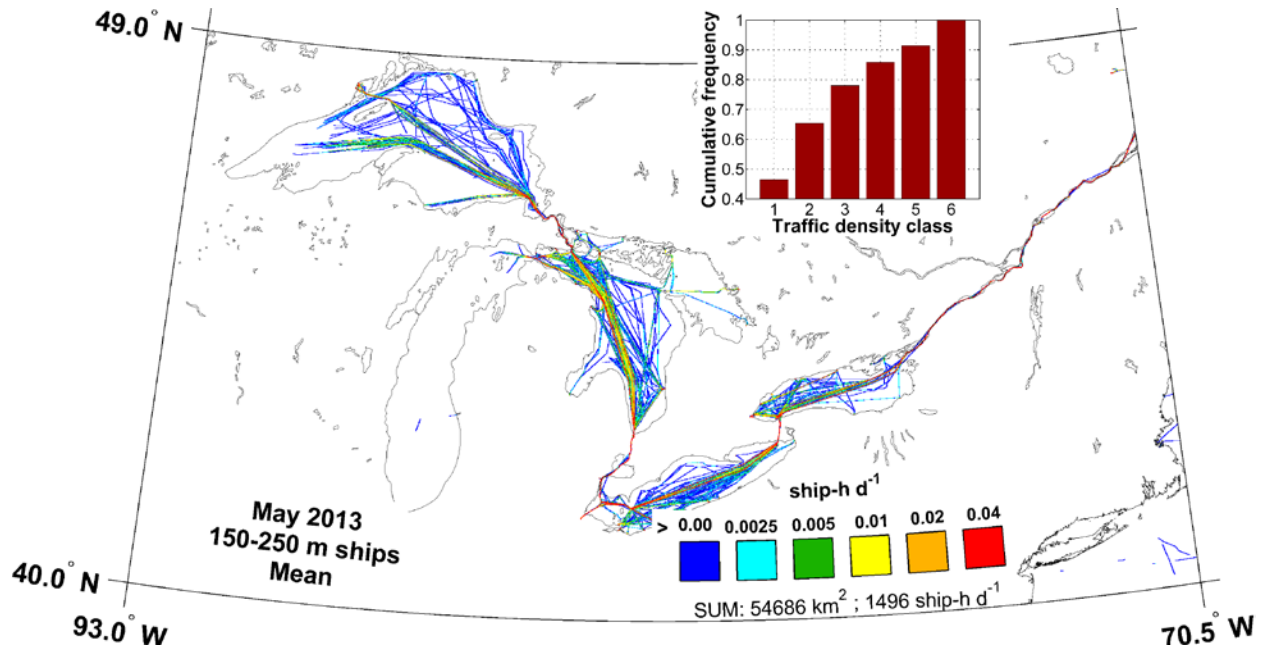 49.0° N
1
0.9
0.8
0.7
0.6
0.5
0.4
Cumulative frequency
1 2 3 4 5 6
Traffic density class
May 2013
150-250 m ships
Mean
ship-h d⁻¹
> 0.00 0.0025 0.005 0.01 0.02 0.04
SUM: 54686 km² ; 1496 ship-h d⁻¹
40.0° N
93.0° W
70.5° W